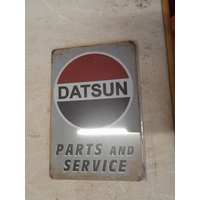 DATSUN
PARTS AND
SERVICE